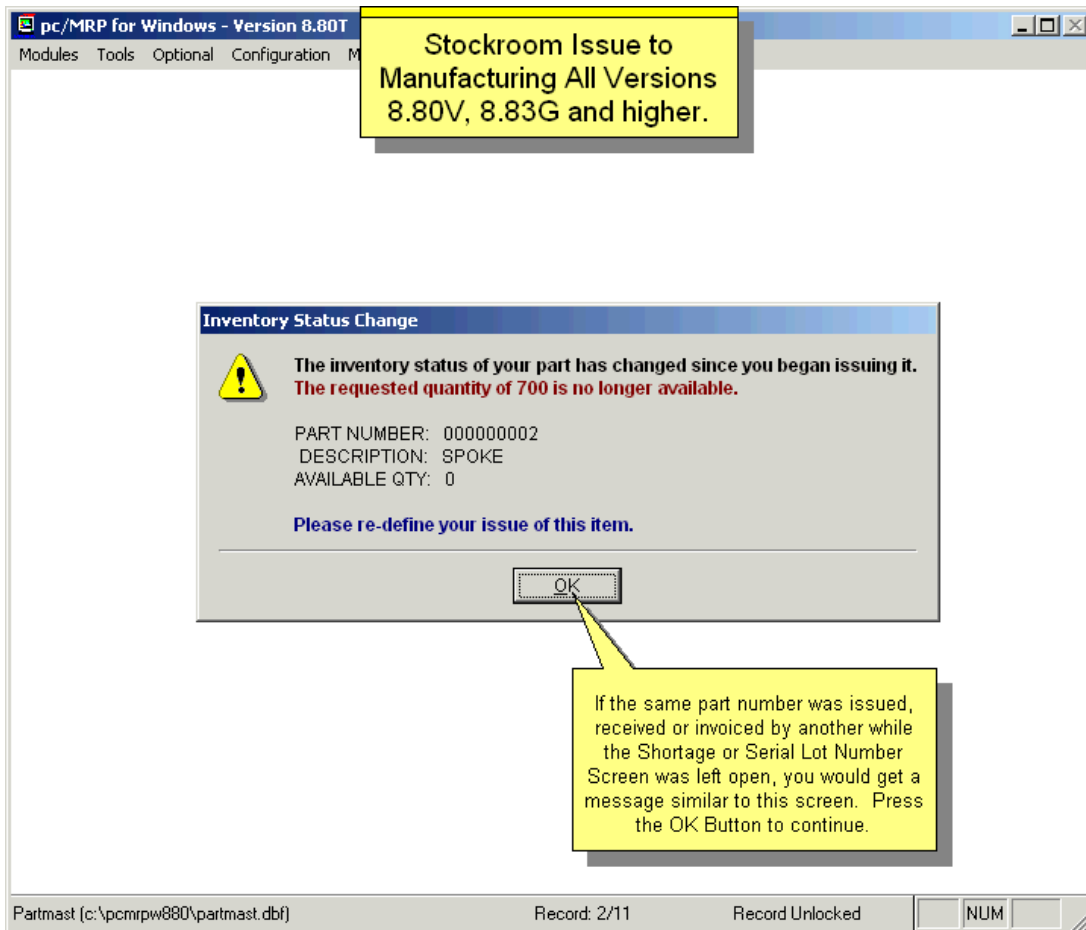 pc/MRP for Windows - Version 8.80T
Modules Tools Optional Configuration M
Stockroom Issue to
Manufacturing All Versions
8.80V, 8.83G and higher.
Inventory Status Change
The inventory status of your part has changed since you began issuing it.
The requested quantity of 700 is no longer available.
PART NUMBER: 000000002
DESCRIPTION: SPOKE
AVAILABLE QTY: 0
Please re-define your issue of this item.
OK
If the same part number was issued,
received or invoiced by another while
the Shortage or Serial Lot Number
Screen was left open, you would get a
message similar to this screen. Press
the OK Button to continue.
Partmast (c:\pcmrpw880\partmast.dbf) Record: 2/11 Record Unlocked NUM